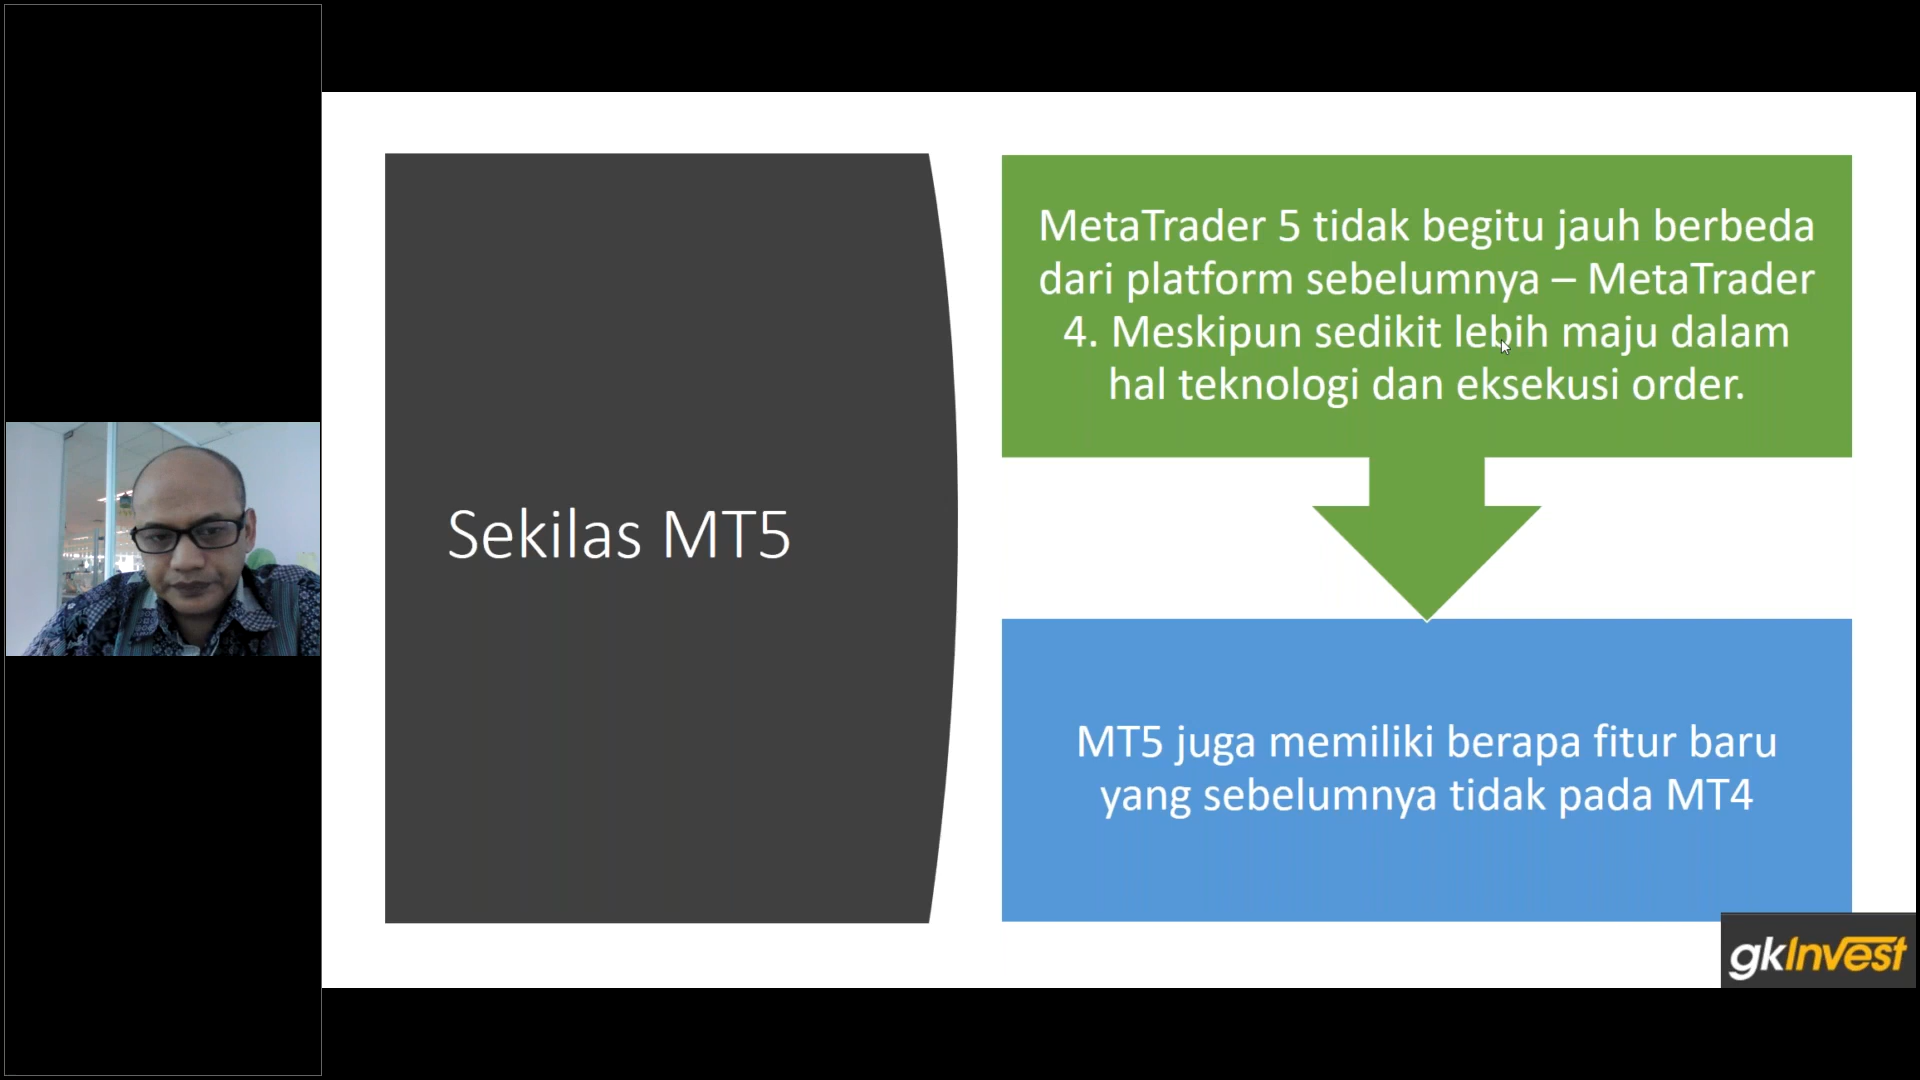 Sekilas MT5
MetaTrader 5 tidak begitu jauh berbeda
dari platform sebelumnya – MetaTrader
4. Meskipun sedikit lebih maju dalam
hal teknologi dan eksekusi order.
MT5 juga memiliki berapa fitur baru
yang sebelumnya tidak pada MT4
gkInvest